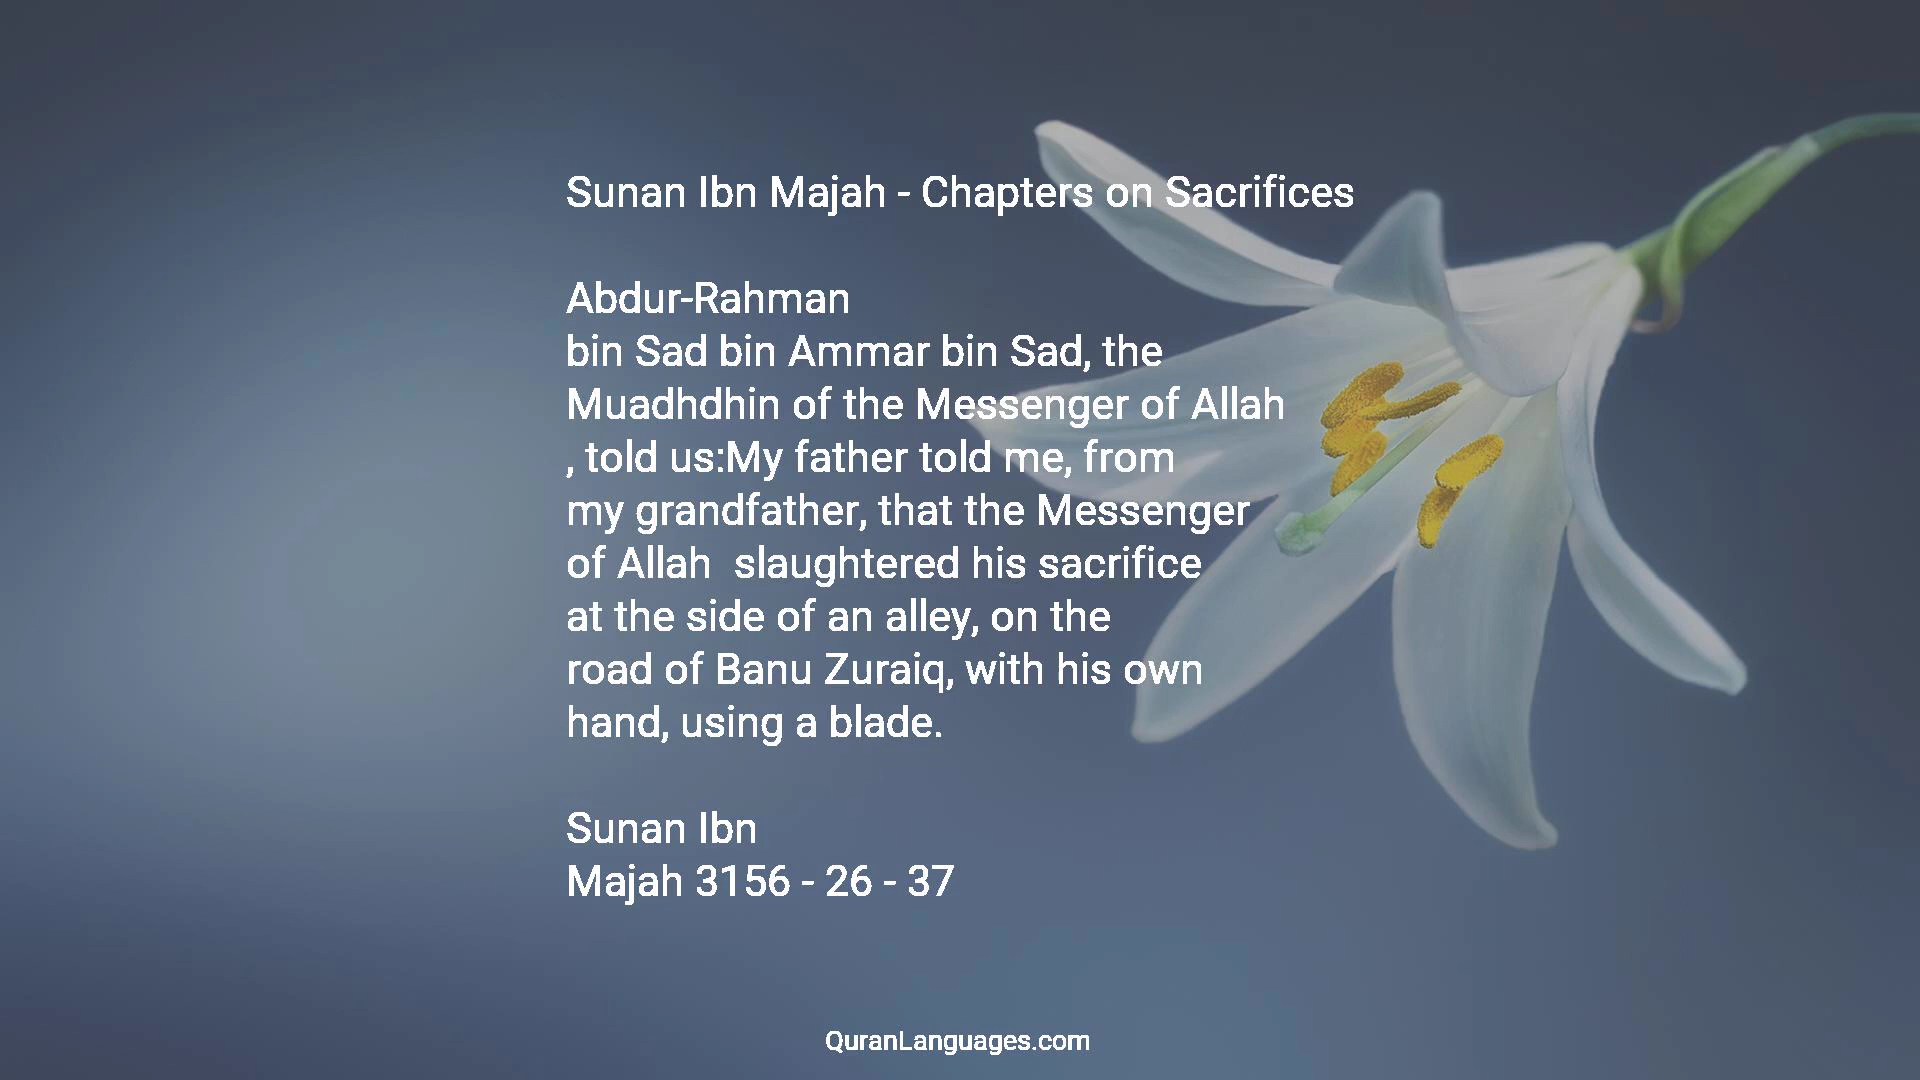 Sunan Ibn Majah - Chapters on Sacrifices
Abdur-Rahman
bin Sad bin Ammar bin Sad, the
Muadhdhin of the Messenger of Allah
, told us:My father told me, from
my grandfather, that the Messenger
of Allah  slaughtered his sacrifice
at the side of an alley, on the
road of Banu Zuraiq, with his own
hand, using a blade.
Sunan Ibn
Majah 3156 - 26 - 37
QuranLanguages.com